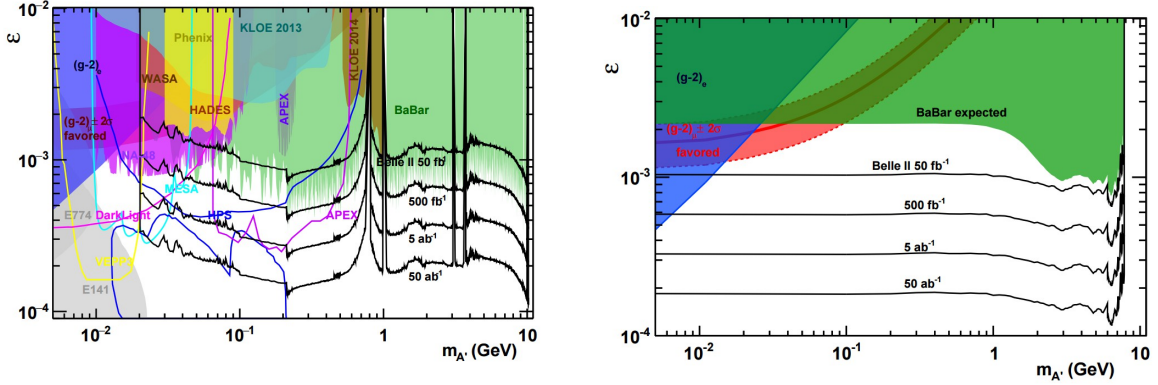 ε
10⁻²
10⁻³
10⁻⁴
Phenix
KLOE 2013
KLOE 2014
(g-2)e
WASA
HADES
APEX
BaBar
(g-2)μ ± 2σ
favored
NA48
Belle II 50 fb⁻¹
MESA
500 fb⁻¹
E774
DarkLight
HPS
APEX
5 ab⁻¹
VEPP3
50 ab⁻¹
E141
10⁻²
10⁻¹
1
10
mA' (GeV)
ε
10⁻²
10⁻³
10⁻⁴
(g-2)e
BaBar expected
(g-2)μ ± 2σ
favored
Belle II 50 fb⁻¹
500 fb⁻¹
5 ab⁻¹
50 ab⁻¹
10⁻²
10⁻¹
1
10
mA' (GeV)